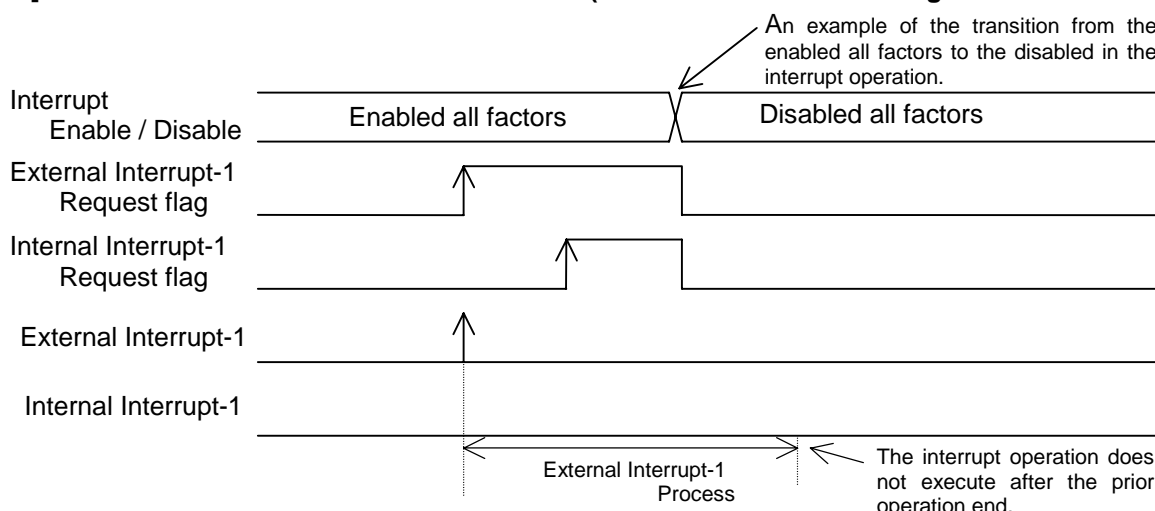 An example of the transition from the
enabled all factors to the disabled in the
interrupt operation.
Interrupt
Enable / Disable
Enabled all factors
Disabled all factors
External Interrupt-1
Request flag
Internal Interrupt-1
Request flag
External Interrupt-1
Internal Interrupt-1
External Interrupt-1
Process
The interrupt operation does
not execute after the prior
operation end.